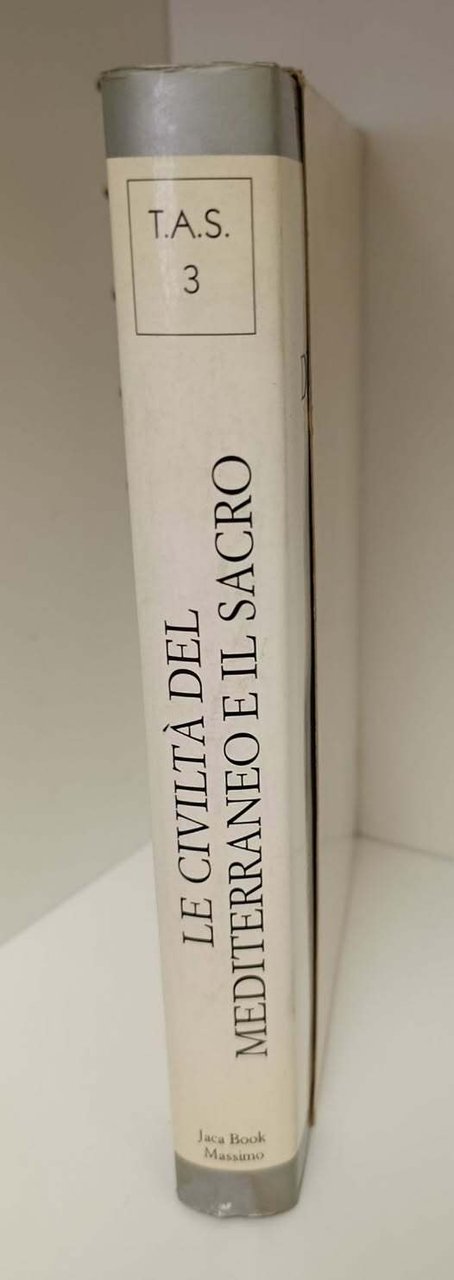 T.A.S.
3
LE CIVILTÀ DEL
MEDITERRANEO E IL SACRO
Jaca Book
Massimo